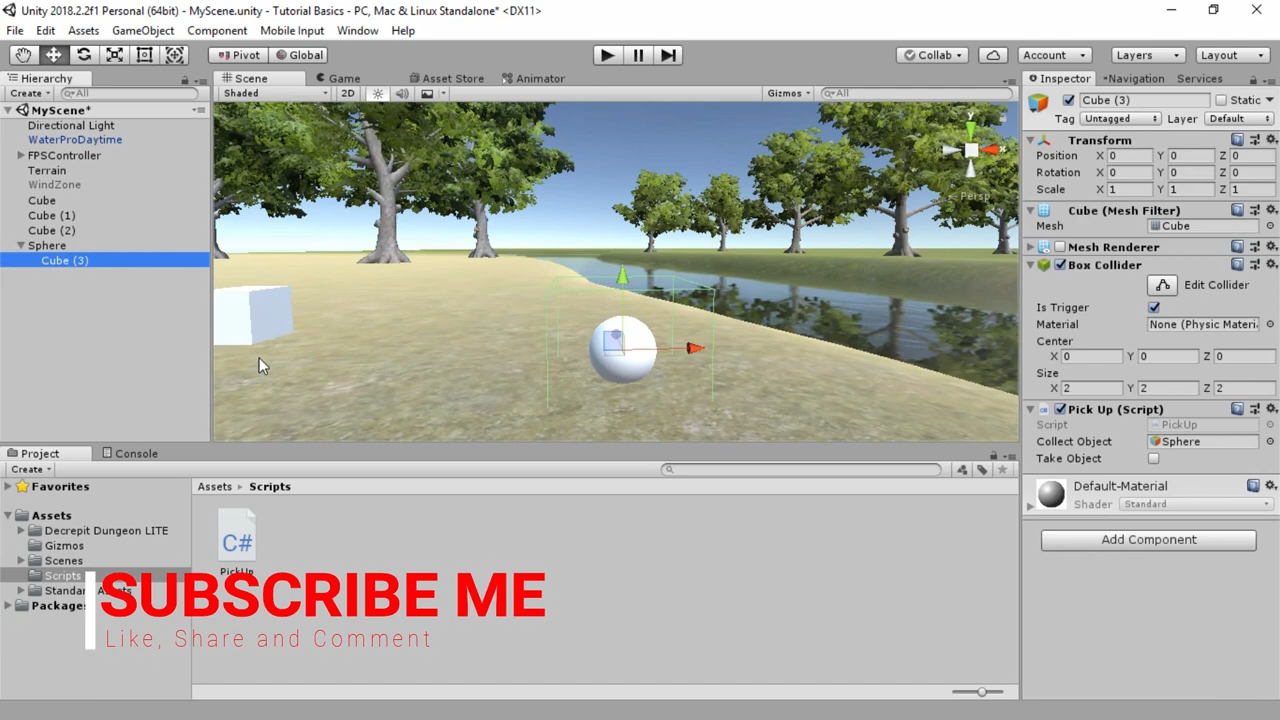 Unity 2018.2.2f1 Personal (64bit) - MyScene.unity - Tutorial Basics - PC, Mac & Linux Standalone* <DX11>
File Edit Assets GameObject Component Mobile Input Window Help
Pivot Global Collab Account Layers Layout
Hierarchy
Create All
MyScene*
Directional Light
WaterProDaytime
FPSController
Terrain
WindZone
Cube
Cube (1)
Cube (2)
Sphere
Cube (3)
Scene Game Asset Store Animator
Shaded 2D Gizmos All
y
x
Persp
Inspector Navigation Services
Cube (3) Static
Tag Untagged Layer Default
Transform
Position X 0 Y 0 Z 0
Rotation X 0 Y 0 Z 0
Scale X 1 Y 1 Z 1
Cube (Mesh Filter)
Mesh Cube
Mesh Renderer
Box Collider
Edit Collider
Is Trigger
Material None (Physic Materi
Center
X 0 Y 0 Z 0
Size
X 2 Y 2 Z 2
Pick Up (Script)
Script PickUp
Collect Object Sphere
Take Object
Default-Material
Shader Standard
Add Component
Project Console
Create
Favorites
Assets
Decrepit Dungeon LITE
Gizmos
Scenes
Scripts
Standard Assets
Packages
Assets Scripts
C#
PickUp
SUBSCRIBE ME
Like, Share and Comment